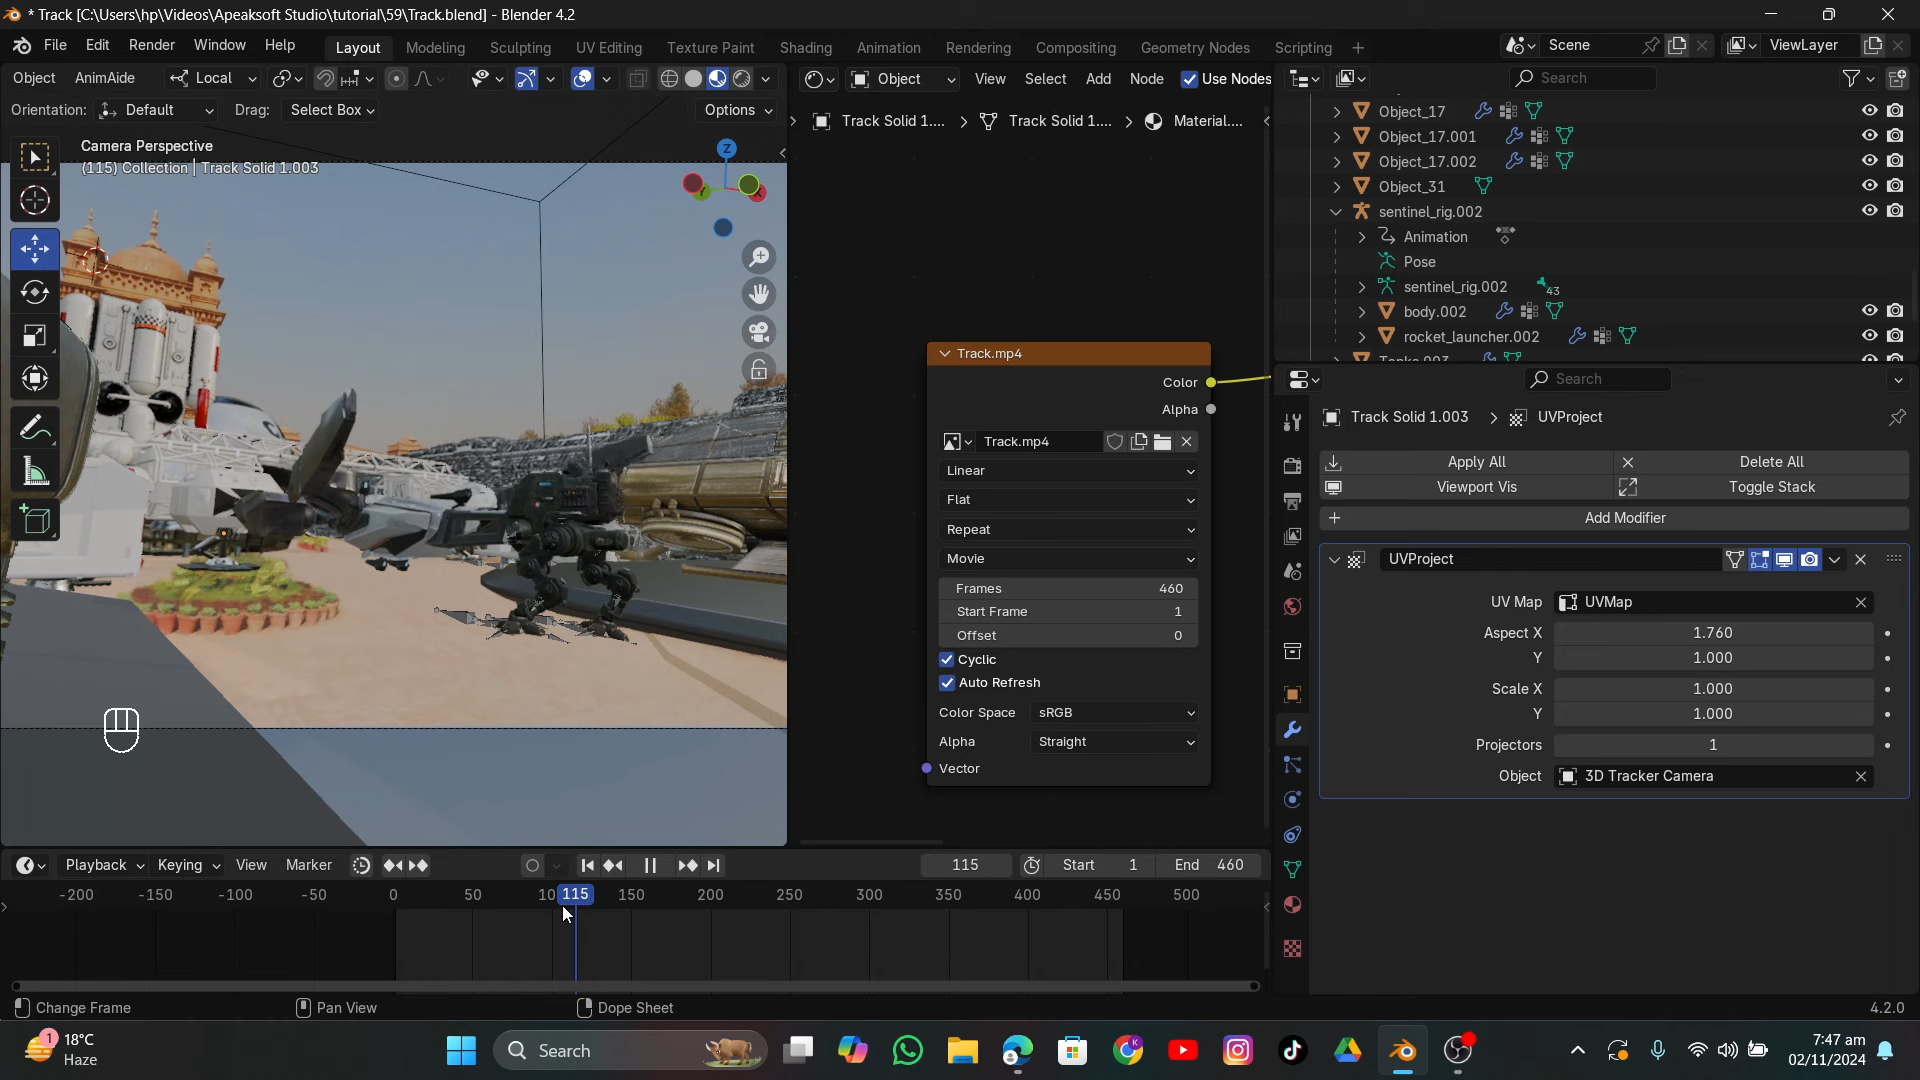 * Track [C:\Users\hp\Videos\Apeaksoft Studio\tutorial\59\Track.blend] - Blender 4.2
File Edit Render Window Help Layout Modeling Sculpting UV Editing Texture Paint Shading Animation Rendering Compositing Geometry Nodes Scripting Scene ViewLayer
Object AnimAide Local Object View Select Add Node Use Nodes Search
Orientation: Default Drag: Select Box Options
Track Solid 1.... Track Solid 1.... Material....
Camera Perspective
(115) Collection | Track Solid 1.003
Z
Y
X
Object_17
Object_17.001
Object_17.002
Object_31
sentinel_rig.002
Animation
Pose
sentinel_rig.002 43
body.002
rocket_launcher.002
Track.mp4
Color
Alpha
Track.mp4
Linear
Flat
Repeat
Movie
Frames 460
Start Frame 1
Offset 0
Cyclic
Auto Refresh
Color Space sRGB
Alpha Straight
Vector
Search
Track Solid 1.003 UVProject
Apply All Delete All
Viewport Vis Toggle Stack
Add Modifier
UVProject
UV Map UVMap
Aspect X 1.760
Y 1.000
Scale X 1.000
Y 1.000
Projectors 1
Object 3D Tracker Camera
Playback Keying View Marker 115 Start 1 End 460
-200 -150 -100 -50 0 50 10 115 150 200 250 300 350 400 450 500
Change Frame Pan View Dope Sheet 4.2.0
1 18°C
Haze
Search
7:47 am
02/11/2024